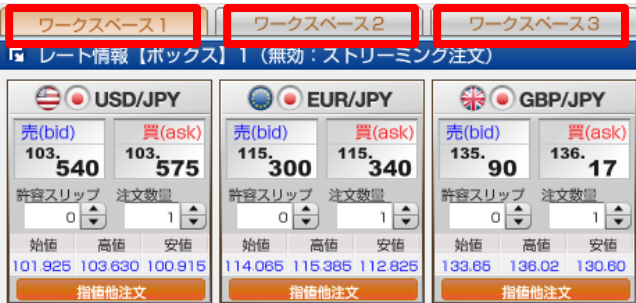 ワークスペース1 ワークスペース2 ワークスペース3
レート情報【ボックス】1（無効：ストリーミング注文）
USD/JPY EUR/JPY GBP/JPY
売(bid) 買(ask) 売(bid) 買(ask) 売(bid) 買(ask)
103.540 103.575 115.300 115.340 135.90 136.17
許容スリップ 注文数量 許容スリップ 注文数量 許容スリップ 注文数量
0 1 0 1 0 1
始値 高値 安値 始値 高値 安値 始値 高値 安値
101.925 103.630 100.915 114.065 115.385 112.825 133.65 136.02 130.60
指値他注文 指値他注文 指値他注文